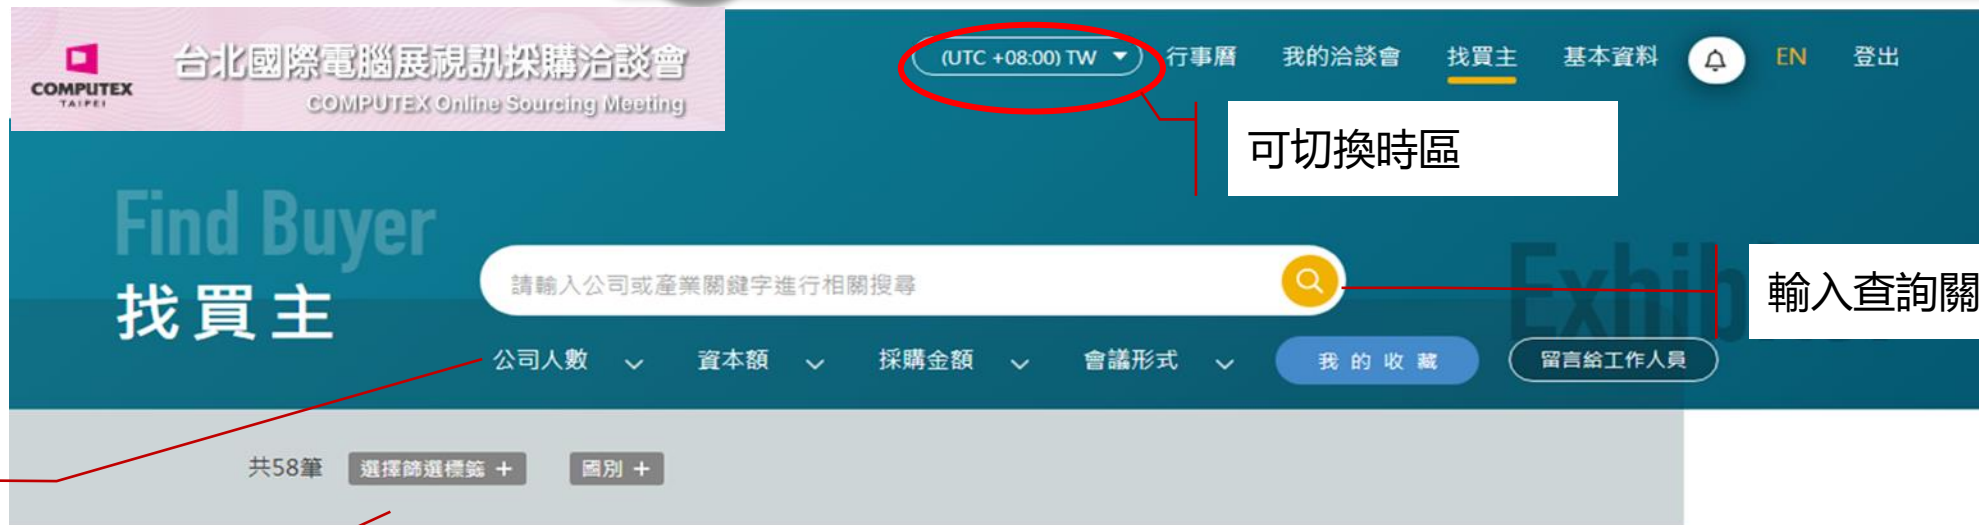 COMPUTEX
TAIPEI
台北國際電腦展視訊採購洽談會
COMPUTEX Online Sourcing Meeting
(UTC +08:00) TW
行事曆
我的洽談會
找買主
基本資料
EN
登出
可切換時區
Find Buyer
找買主
請輸入公司或產業關鍵字進行相關搜尋
Exhib
輸入查詢關
公司人數
資本額
採購金額
會議形式
我的收藏
留言給工作人員
共58筆
選擇篩選標籤 +
國別 +